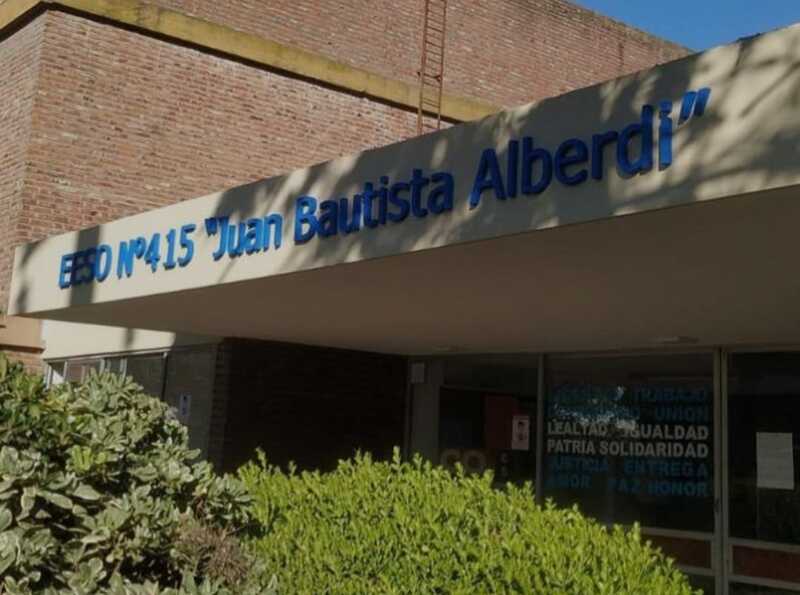 EESO Nº415 "Juan Bautista Alberdi"
TRABAJO
UNION
LEALTAD IGUALDAD
PATRIA SOLIDARIDAD
JUSTICIA ENTREGA
AMOR PAZ HONOR